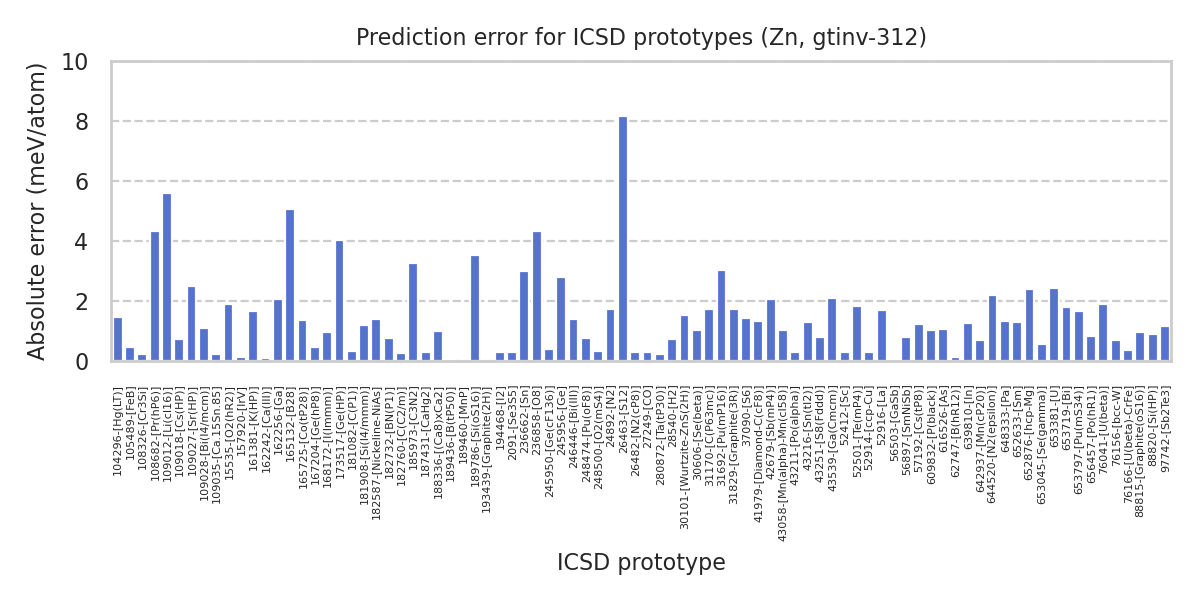 Prediction error for ICSD prototypes (Zn, gtinv-312)
Absolute error (meV/atom)
10
8
6
4
2
0
104296-[Hg(LT)]
105489-[FeB]
108326-[Cr3Si]
108682-[Pr(hP6)]
109012-[Li(cI16)]
109018-[Cs(HP)]
109027-[Sr(HP)]
109028-[Bi(I4/mcm)]
109035-[Ca.15Sn.85]
15535-[O2(hR2)]
157920-[IrV]
161381-[K(HP)]
162242-[Ca(III)]
162256-[Ga]
165132-[B28]
165725-[Co(tP28)]
167204-[Ge(hP8)]
168172-[I(Immm)]
173517-[Ge(HP)]
181082-[C(P1)]
181908-[Si(I4/mmm)]
182587-[Nickeline-NiAs]
182732-[BN(P1)]
182760-[C(C2/m)]
185973-[C3N2]
187431-[CaHg2]
188336-[(Ca8)xCa2]
189436-[B(tP50)]
189460-[MnP]
189786-[Si(oS16)]
193439-[Graphite(2H)]
194468-[I2]
2091-[Se3S5]
236662-[Sn]
236858-[O8]
245950-[Ge(cF136)]
245956-[Ge]
246446-[Bi(III)]
248474-[Pu(oF8)]
248500-[O2(mS4)]
24892-[N2]
26463-[S12]
26482-[N2(cP8)]
27249-[CO]
280872-[Ta(tP30)]
28540-[H2]
30101-[Wurtzite-ZnS(2H)]
30606-[Se(beta)]
31170-[C(P63mc)]
31692-[Pu(mP16)]
31829-[Graphite(3R)]
37090-[S6]
41979-[Diamond-C(cF8)]
42679-[Sb(mP4)]
43058-[Mn(alpha)-Mn(cI58)]
43211-[Po(alpha)]
43216-[Sn(tI2)]
43251-[S8(Fddd)]
43539-[Ga(Cmcm)]
52412-[Sc]
52501-[Te(mP4)]
52914-[fcc-Cu]
52916-[La]
56503-[GaSb]
56897-[SmNiSb]
57192-[Cs(tP8)]
609832-[P(black)]
616526-[As]
62747-[B(hR12)]
639810-[In]
642937-[Mn(cP20)]
644520-[N2(epsilon)]
648333-[Pa]
652633-[Sm]
652876-[hcp-Mg]
653045-[Se(gamma)]
653381-[U]
653719-[Bi]
653797-[Pu(mS34)]
656457-[Po(hR1)]
76041-[U(beta)]
76156-[bcc-W]
76166-[U(beta)-CrFe]
88815-[Graphite(oS16)]
88820-[Si(HP)]
97742-[Sb2Te3]
ICSD prototype